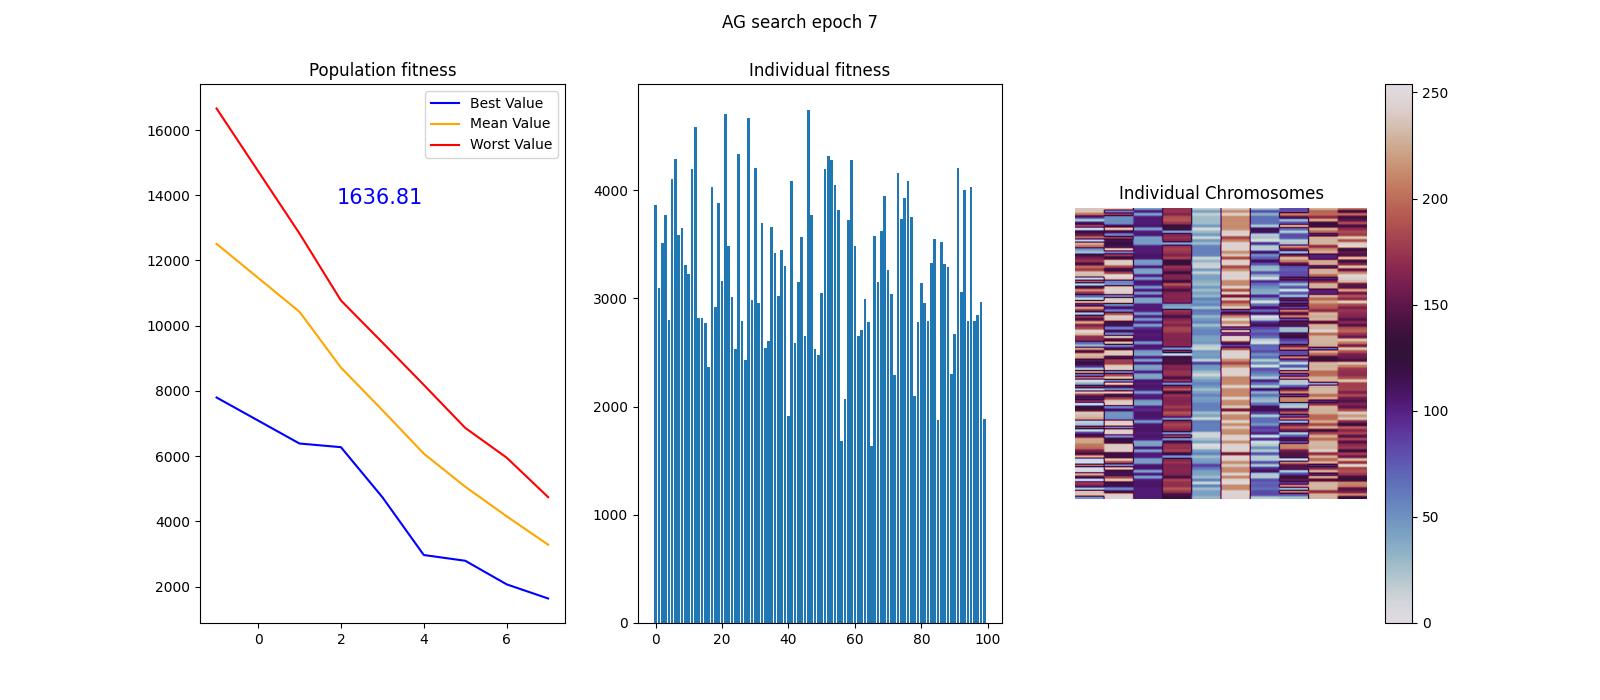 AG search epoch 7
Population fitness
16000
14000
12000
10000
8000
6000
4000
2000
0 2 4 6
Best Value
Mean Value
Worst Value
1636.81
Individual fitness
4000
3000
2000
1000
0
0 20 40 60 80 100
Individual Chromosomes
250
200
150
100
50
0